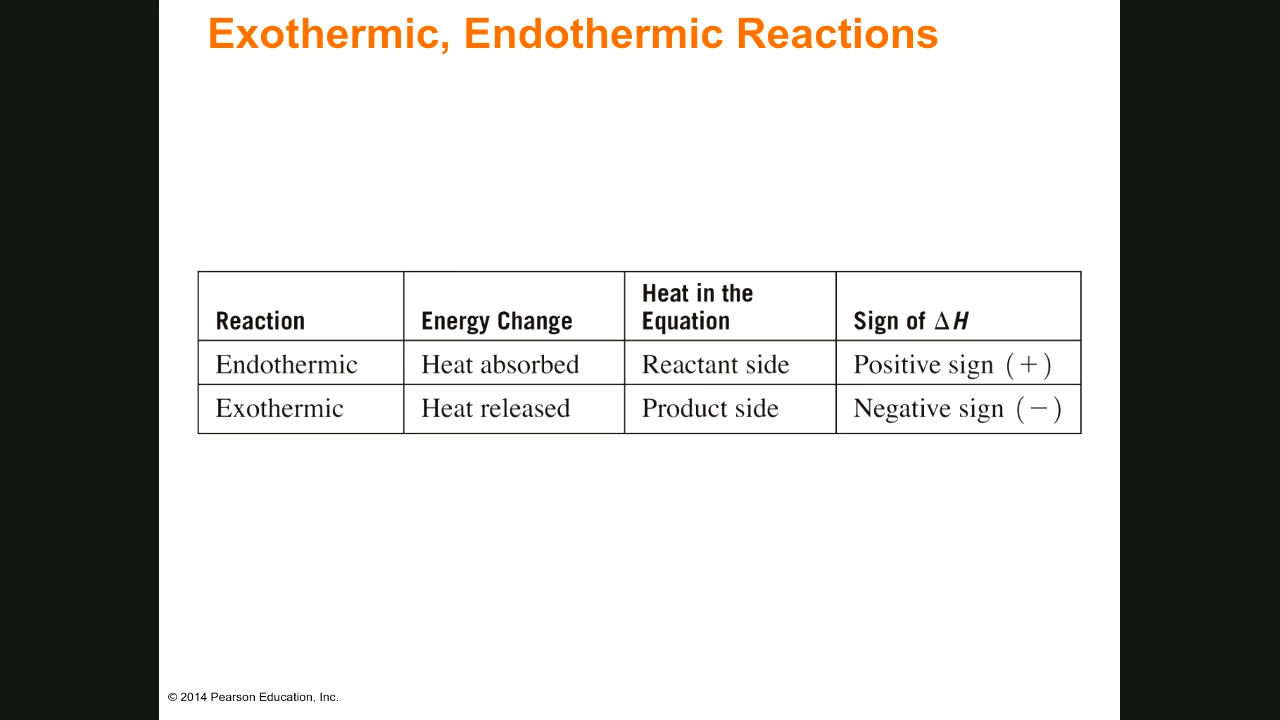 Exothermic, Endothermic Reactions
Reaction
Energy Change
Heat in the
Equation
Sign of ΔH
Endothermic
Heat absorbed
Reactant side
Positive sign (+)
Exothermic
Heat released
Product side
Negative sign (−)
© 2014 Pearson Education, Inc.